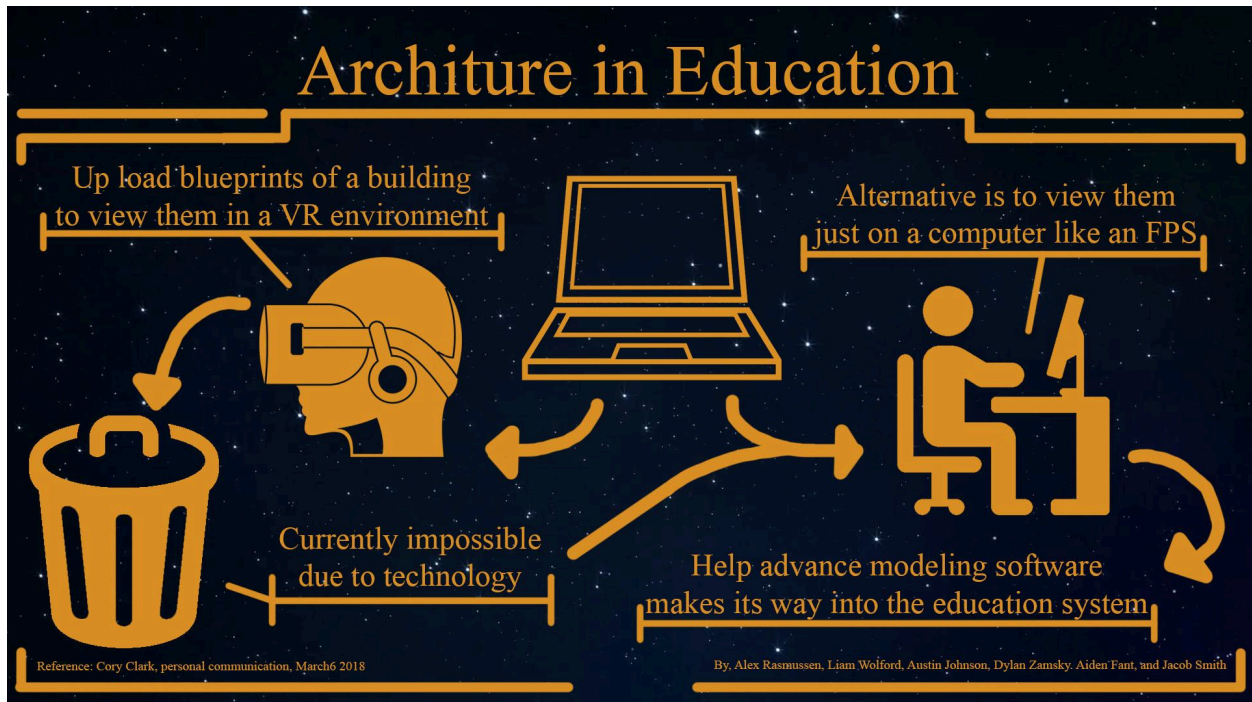 Architure in Education
Up load blueprints of a building
to view them in a VR environment
Alternative is to view them
just on a computer like an FPS
Currently impossible
due to technology
Help advance modeling software
makes its way into the education system
Reference: Cory Clark, personal communication, March6 2018
By, Alex Rasmussen, Liam Wolford, Austin Johnson, Dylan Zamsky. Aiden Fant, and Jacob Smith